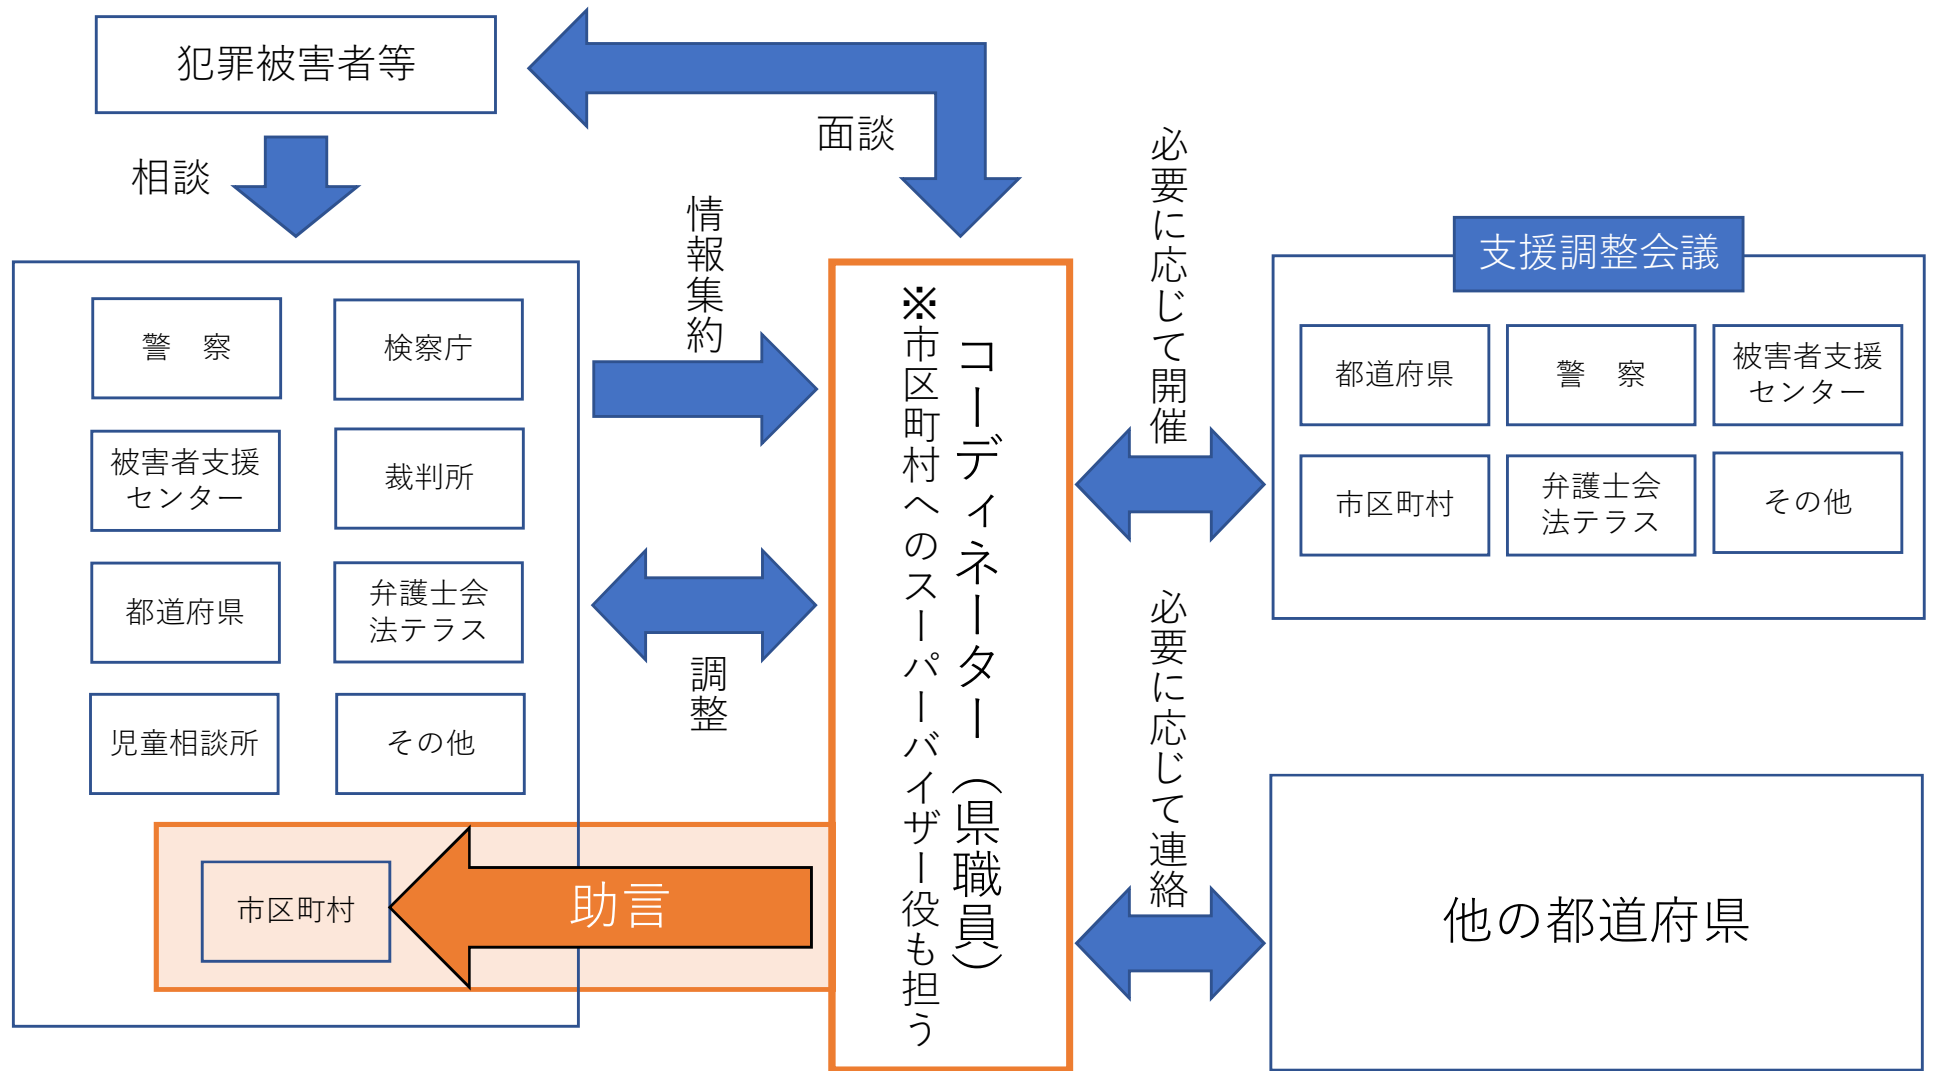 犯罪被害者等
相談
面談
情報集約
調整
警　察
検察庁
被害者支援
センター
裁判所
都道府県
弁護士会
法テラス
児童相談所
その他
市区町村
助言
コーディネーター（県職員）
※市区町村へのスーパーバイザー役も担う
必要に応じて開催
支援調整会議
都道府県
警　察
被害者支援
センター
市区町村
弁護士会
法テラス
その他
必要に応じて連絡
他の都道府県